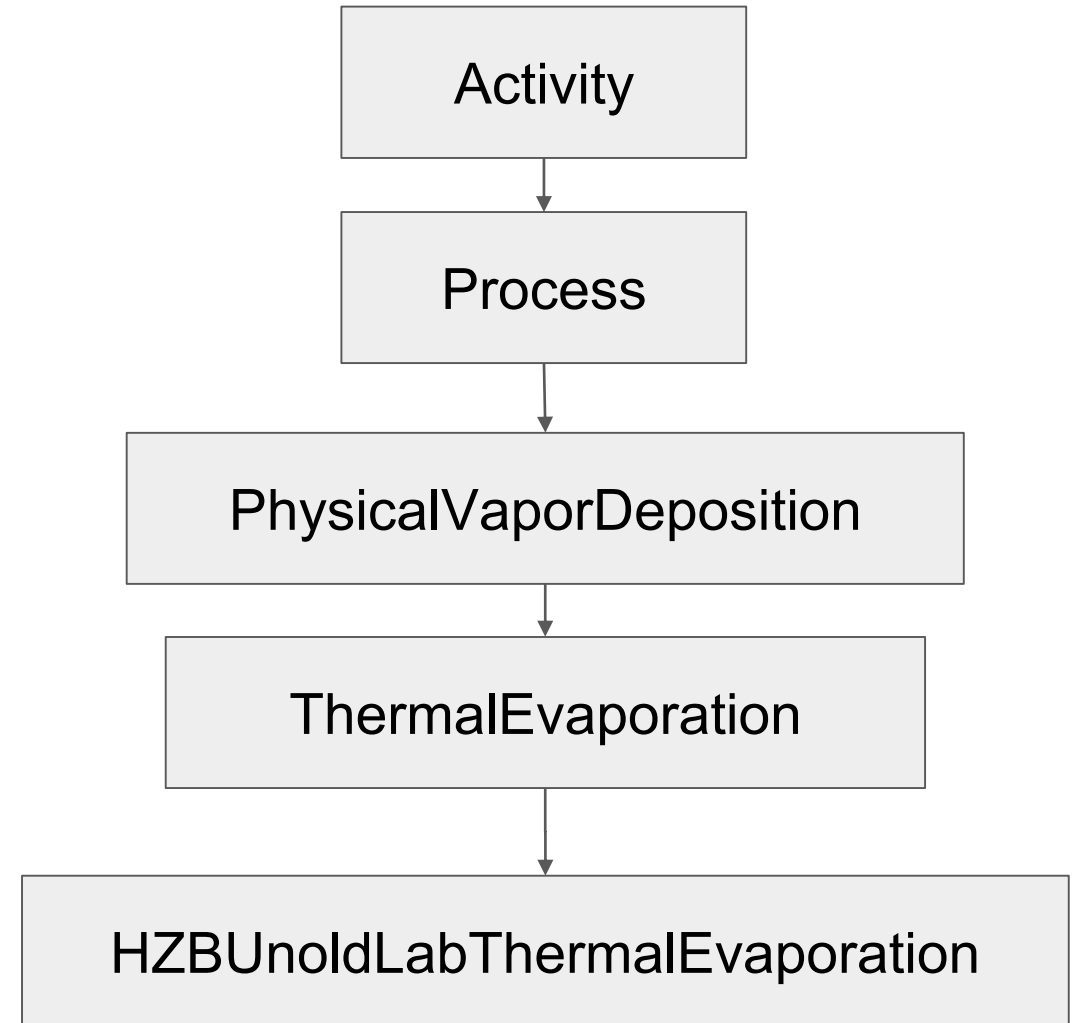 Activity
Process
PhysicalVaporDeposition
ThermalEvaporation
HZBUnoldLabThermalEvaporation